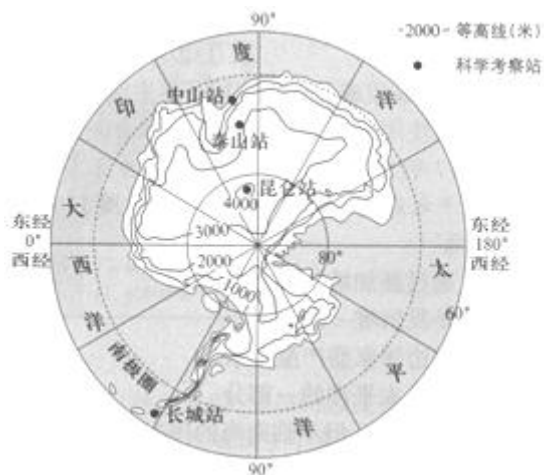 90°
-2000- 等高线(米)
● 科学考察站
度
印
洋
中山站
泰山站
昆仑站
4000
大
3000
东经
0°
西经
东经
180°
西经
2000
80°
太
西
1000
60°
洋
平
南极圈
长城站
洋
90°